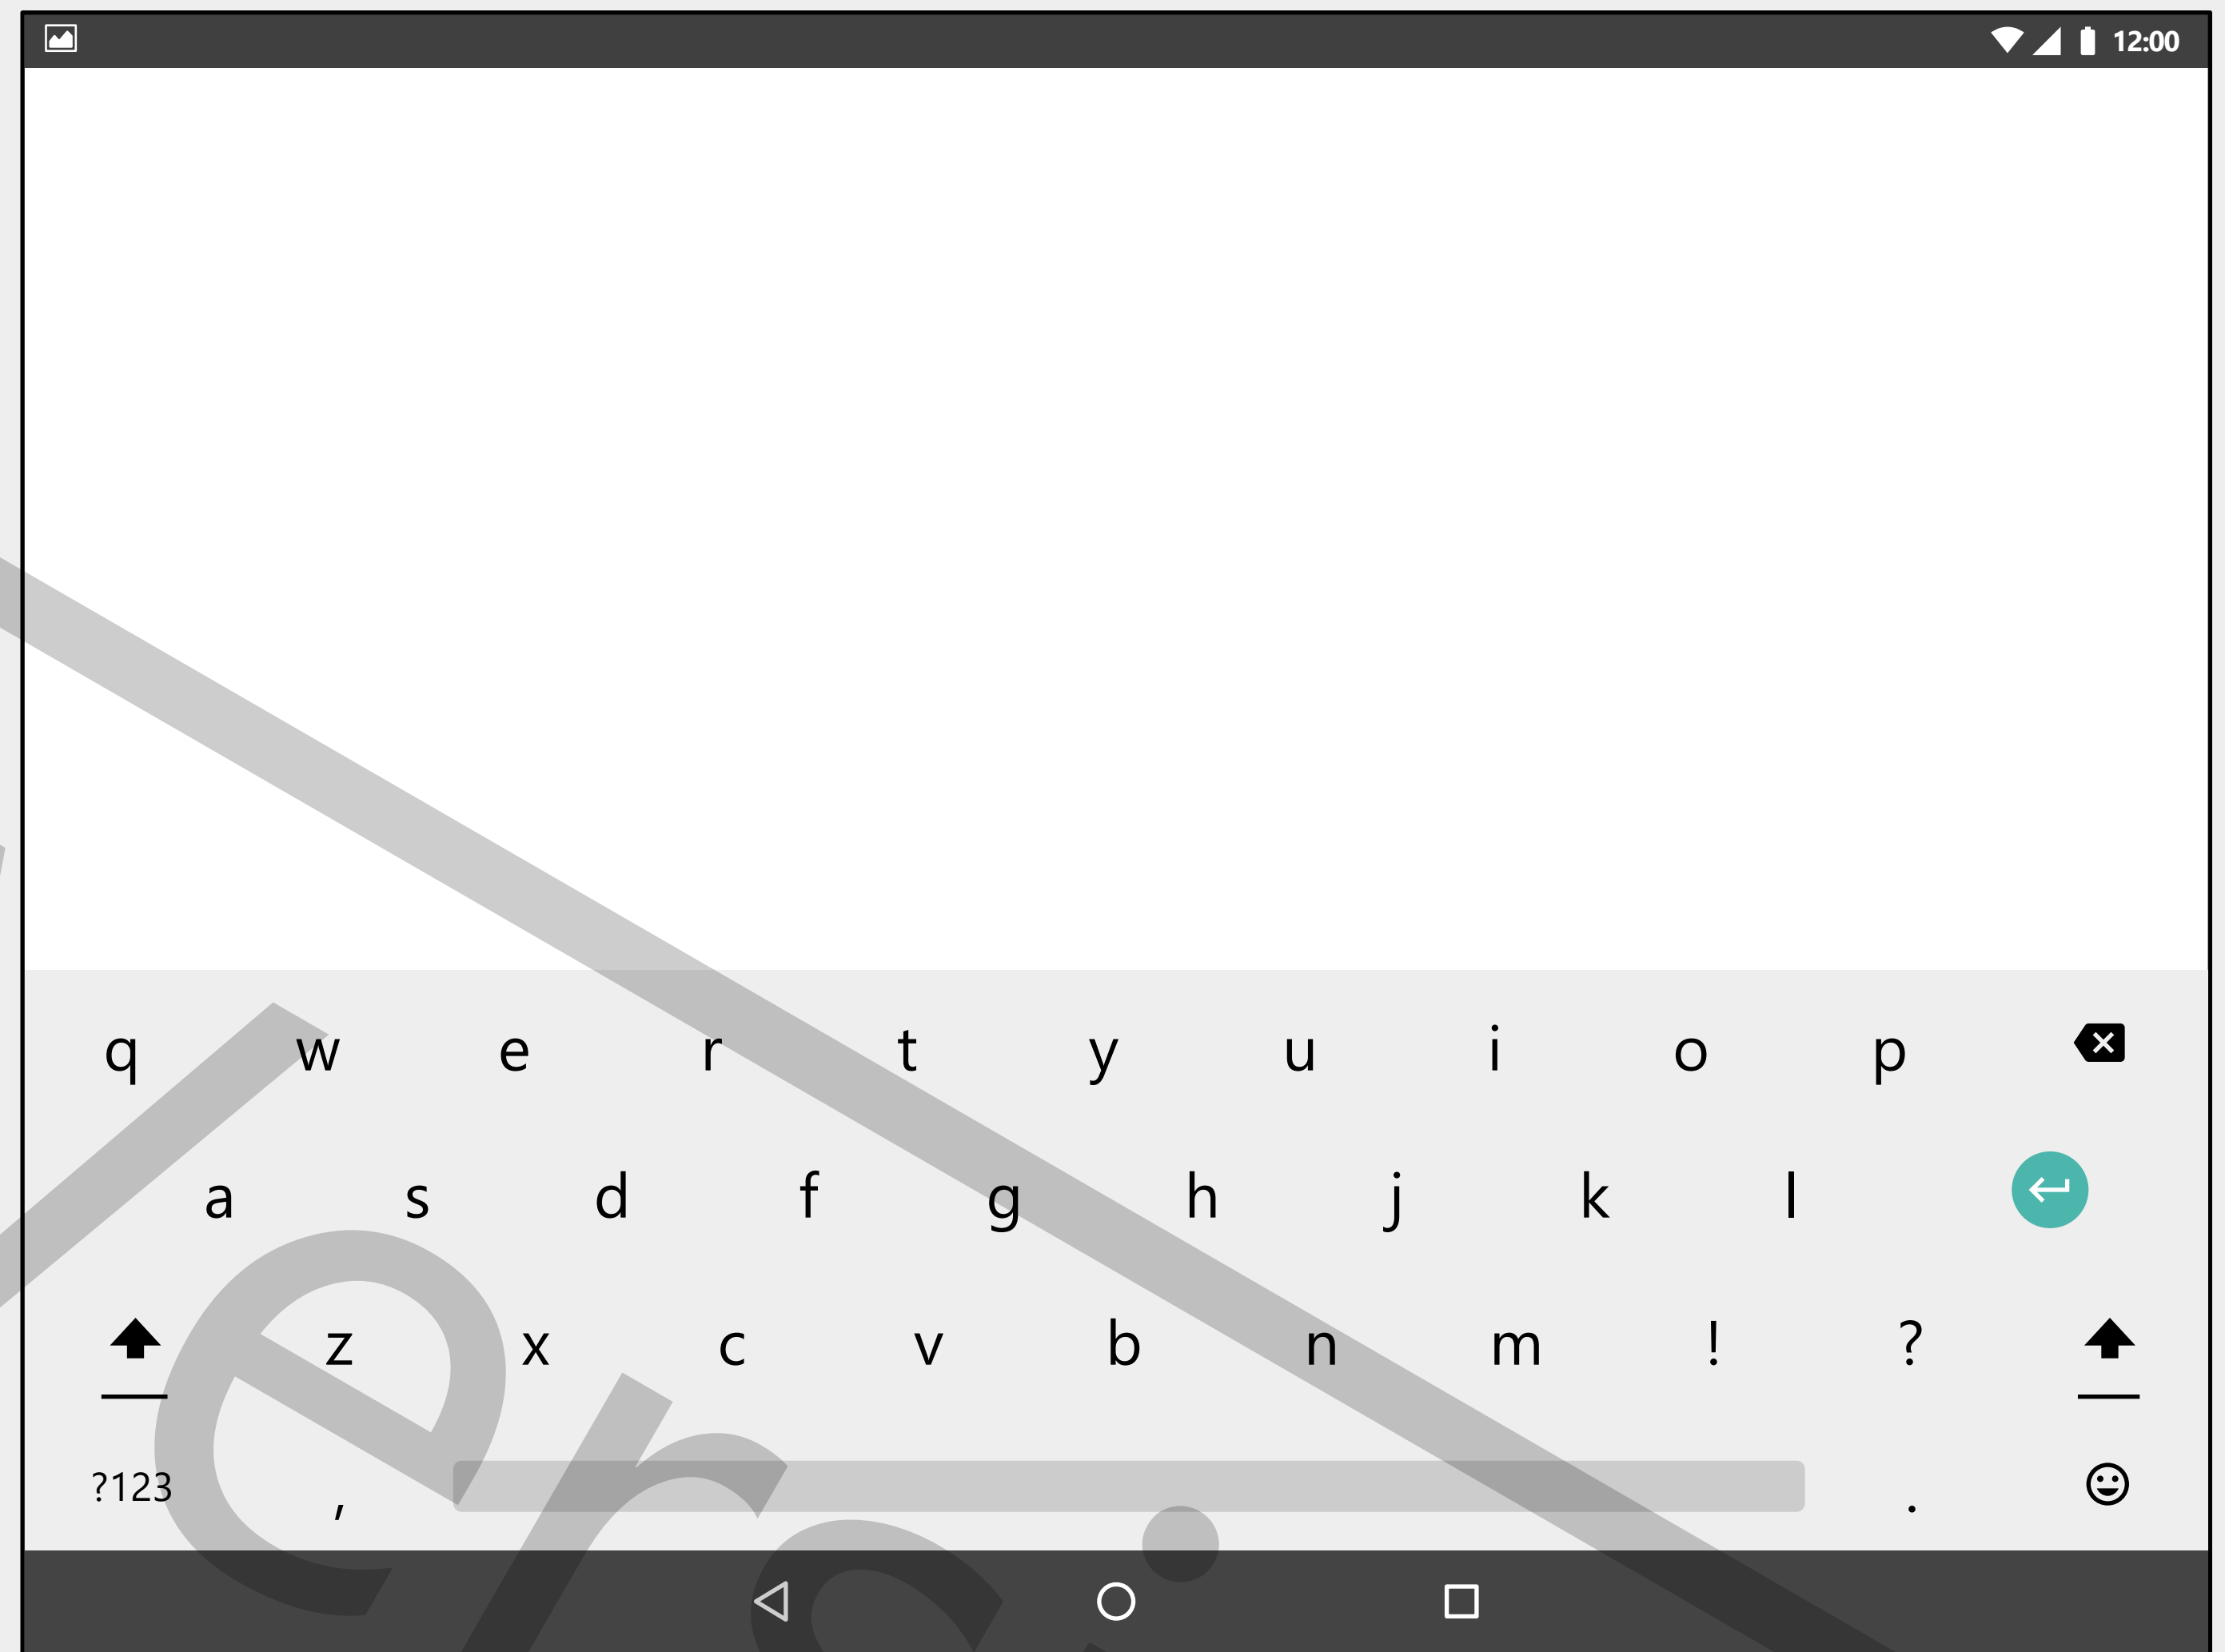 12:00
q w e r t y u i o p
a s d f g h j k l
z x c v b n m ! ?
?123 , .